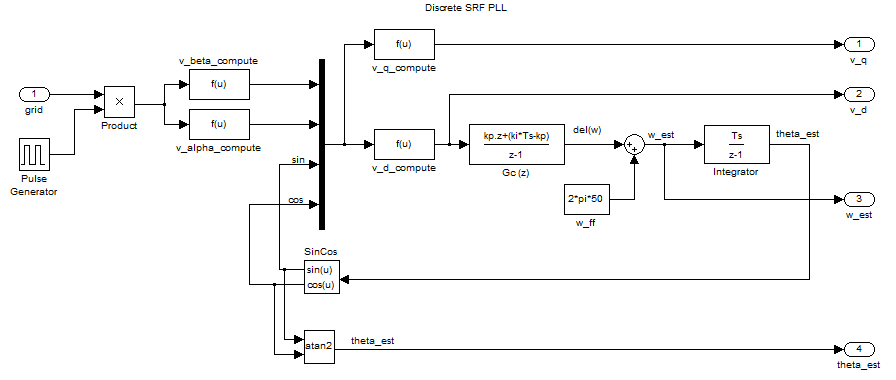 Discrete SRF PLL
v_beta_compute
f(u)
v_alpha_compute
f(u)
1
grid
×
Product
Pulse
Generator
sin
cos
f(u)
v_q_compute
f(u)
v_d_compute
kp.z+(ki*Ts-kp)
z-1
Gc (z)
del(w)
2*pi*50
w_ff
+
+
w_est
Ts
z-1
Integrator
theta_est
1
v_q
2
v_d
3
w_est
SinCos
sin(u)
cos(u)
atan2
theta_est
4
theta_est